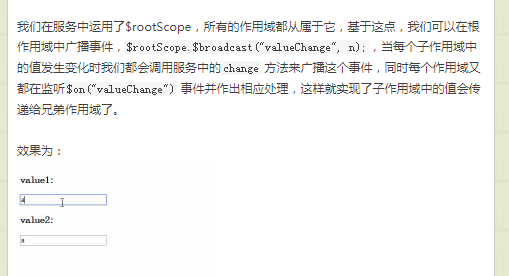 我们在服务中运用了$rootScope，所有的作用域都从属于它，基于这点，我们可以在根
作用域中广播事件，$rootScope.$broadcast("valueChange", n);，当每个子作用域中
的值发生变化时我们都会调用服务中的change 方法来广播这个事件，同时每个作用域又
都在监听$on("valueChange") 事件并作出相应处理，这样就实现了子作用域中的值会传
递给兄弟作用域了。
效果为：
value1:
a
value2:
a